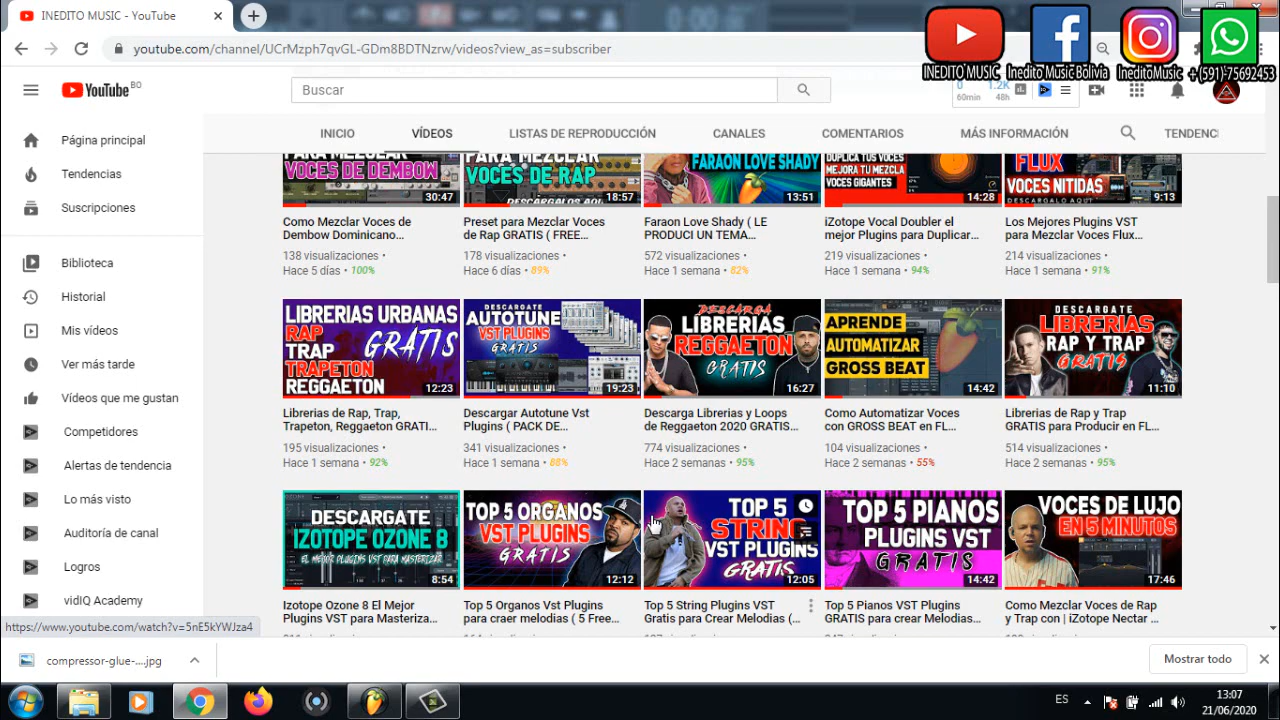 INEDITO MUSIC - YouTube
youtube.com/channel/UCrMzph7qvGL-GDm8BDTNzrw/videos?view_as=subscriber
INEDITO MUSIC
Inedito Music Bolivia
IneditoMusic
+ (591)-75692453
YouTube BO
Buscar
0 1.2K
60min 48h
INICIO VÍDEOS LISTAS DE REPRODUCCIÓN CANALES COMENTARIOS MÁS INFORMACIÓN TENDENCI
Página principal
Tendencias
Suscripciones
Biblioteca
Historial
Mis vídeos
Ver más tarde
Vídeos que me gustan
Competidores
Alertas de tendencia
Lo más visto
Auditoría de canal
Logros
vidIQ Academy
PARA MEZCLAR
VOCES DE DEMBOW
30:47
Como Mezclar Voces de
Dembow Dominicano...
138 visualizaciones •
Hace 5 días • 100%
PARA MEZCLAR
VOCES DE RAP
18:57
Preset para Mezclar Voces
de Rap GRATIS ( FREE...
178 visualizaciones •
Hace 6 días • 89%
FARAON LOVE SHADY
13:51
Faraon Love Shady ( LE
PRODUCI UN TEMA...
572 visualizaciones •
Hace 1 semana • 82%
DUPLICA TUS VOCES
MEJORA TU MEZCLA
VOCES GIGANTES
14:28
iZotope Vocal Doubler el
mejor Plugins para Duplicar...
219 visualizaciones •
Hace 1 semana • 94%
FLUX
VOCES NITIDAS
DESCARGALO AQUI
9:13
Los Mejores Plugins VST
para Mezclar Voces Flux...
214 visualizaciones •
Hace 1 semana • 91%
LIBRERIAS URBANAS
RAP
TRAP
TRAPETON
REGGAETON
GRATIS
12:23
Librerias de Rap, Trap,
Trapeton, Reggaeton GRATI...
195 visualizaciones •
Hace 1 semana • 92%
DESCARGATE
AUTOTUNE
VST PLUGINS
GRATIS
19:23
Descargar Autotune Vst
Plugins ( PACK DE...
341 visualizaciones •
Hace 1 semana • 88%
DESCARGA
LIBRERIAS
REGGAETON
GRATIS
16:27
Descarga Librerias y Loops
de Reggaeton 2020 GRATIS...
774 visualizaciones •
Hace 2 semanas • 95%
APRENDE
AUTOMATIZAR
GROSS BEAT
14:42
Como Automatizar Voces
con GROSS BEAT en FL...
104 visualizaciones •
Hace 2 semanas • 55%
DESCARGATE
LIBRERIAS
RAP Y TRAP
GRATIS
11:10
Librerias de Rap y Trap
GRATIS para Producir en FL...
514 visualizaciones •
Hace 2 semanas • 95%
DESCARGATE
IZOTOPE OZONE 8
EL MEJOR PLUGINS VST PARA MASTERIZAR
8:54
Izotope Ozone 8 El Mejor
Plugins VST para Masteriza...
TOP 5 ORGANOS
VST PLUGINS
GRATIS
12:12
Top 5 Organos Vst Plugins
para craer melodias ( 5 Free...
TOP 5
STRING
VST PLUGINS
GRATIS
12:05
Top 5 String Plugins VST
Gratis para Crear Melodias (...
TOP 5 PIANOS
PLUGINS VST
GRATIS
14:42
Top 5 Pianos VST Plugins
GRATIS para crear Melodias...
VOCES DE LUJO
EN 5 MINUTOS
17:46
Como Mezclar Voces de Rap
y Trap con | iZotope Nectar ...
https://www.youtube.com/watch?v=5nE5kYWJza4
compressor-glue-....jpg
Mostrar todo
ES
13:07
21/06/2020